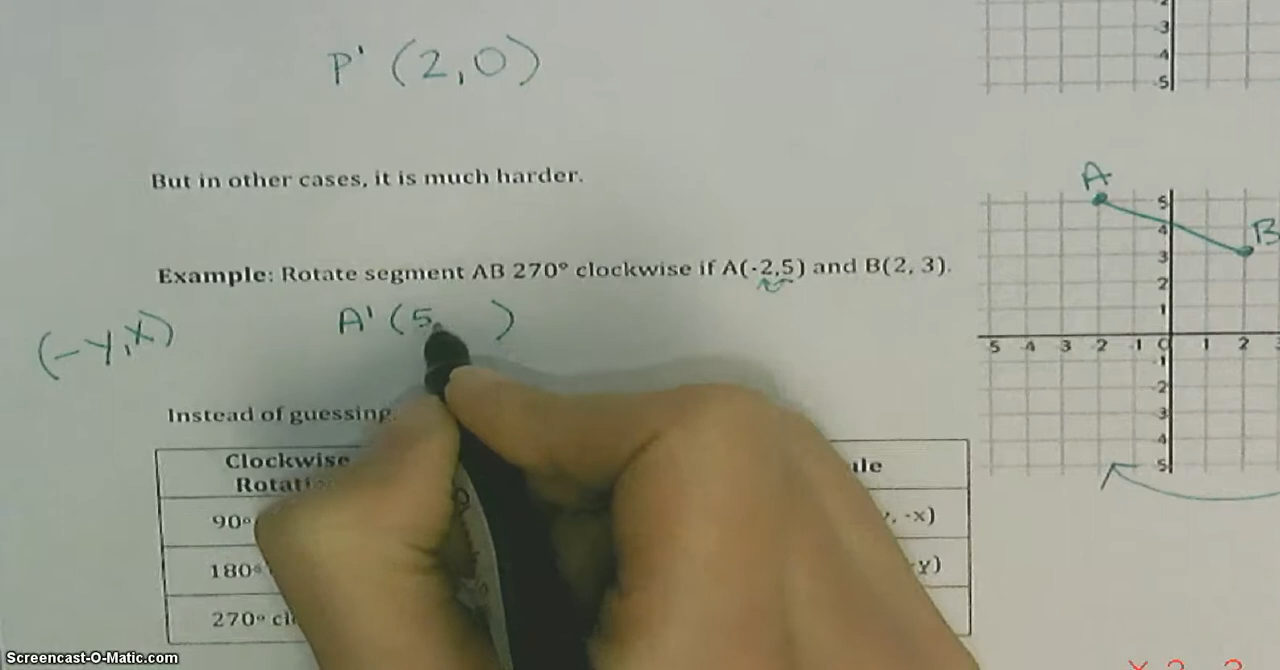 P' (2,0)
But in other cases, it is much harder.
Example: Rotate segment AB 270° clockwise if A(-2,5) and B(2, 3).
(-y,x)
A' (5, )
Instead of guessing
Clockwise
90°
, -x)
180°
y)
270° cl
3
4
-5
A
B
5
4
3
2
1
5 4 3 2 1 0 1 2
1
-2
3
4
5
Screencast-O-Matic.com